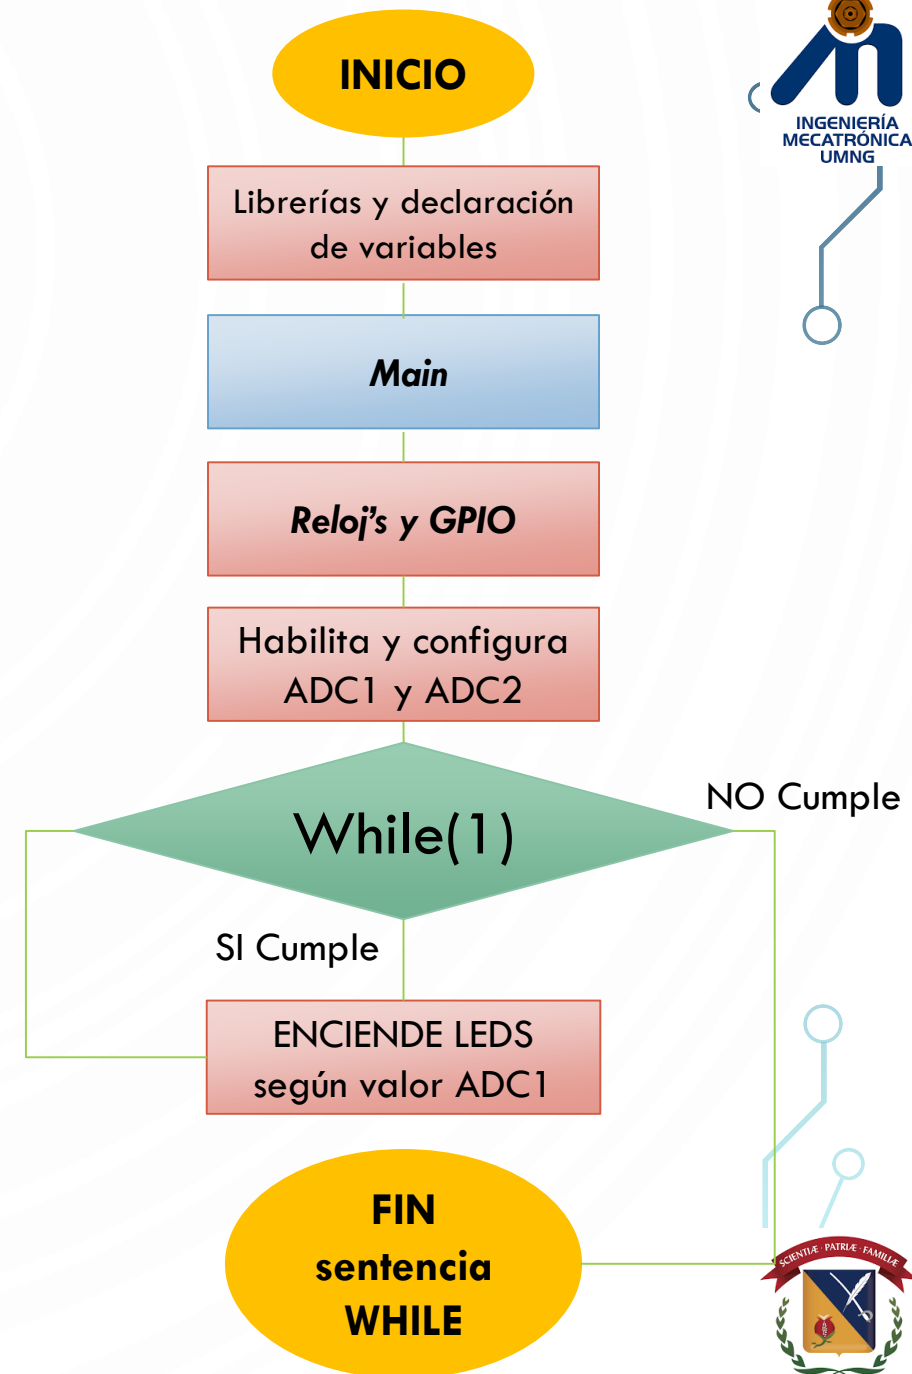 INICIO
INGENIERÍA
MECATRÓNICA
UMNG
Librerías y declaración
de variables
Main
Reloj's y GPIO
Habilita y configura
ADC1 y ADC2
While(1)
NO Cumple
SI Cumple
ENCIENDE LEDS
según valor ADC1
FIN
sentencia
WHILE
SCIENTIÆ · PATRIÆ · FAMILIÆ